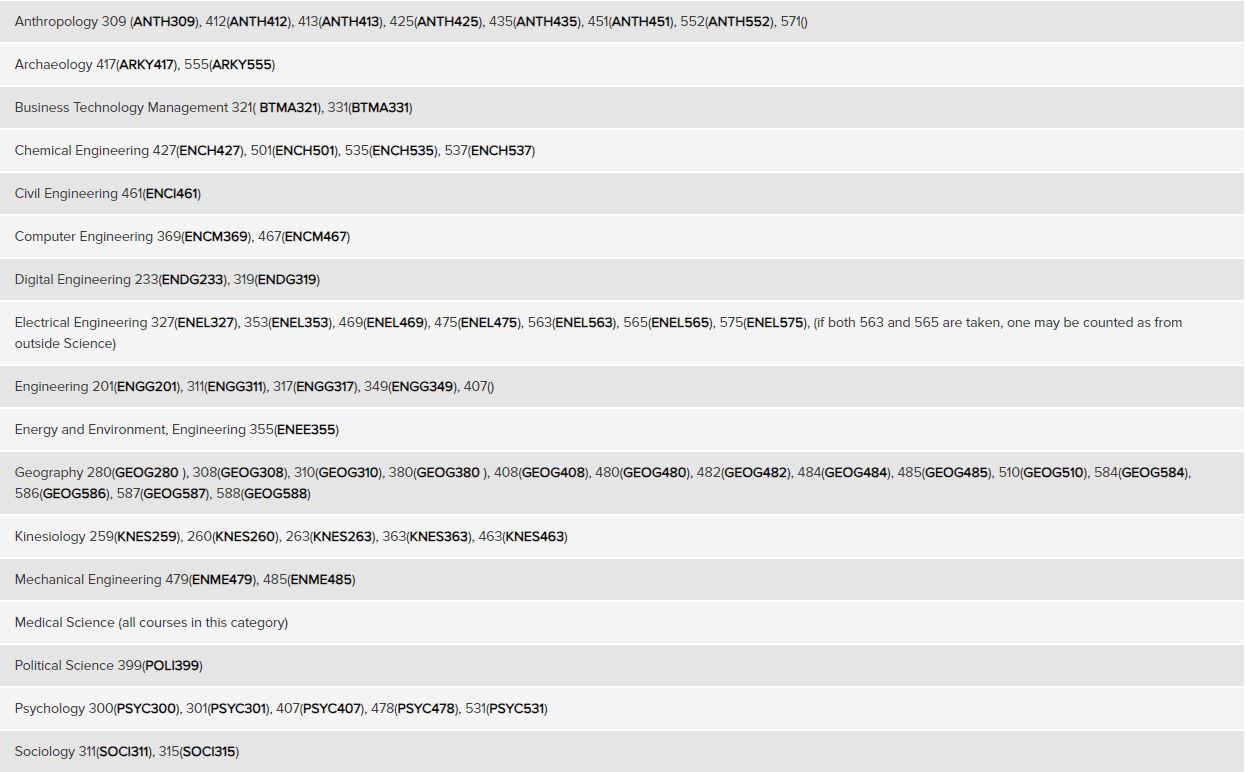 Anthropology 309 (ANTH309), 412(ANTH412), 413(ANTH413), 425(ANTH425), 435(ANTH435), 451(ANTH451), 552(ANTH552), 571()
Archaeology 417(ARKY417), 555(ARKY555)
Business Technology Management 321( BTMA321), 331(BTMA331)
Chemical Engineering 427(ENCH427), 501(ENCH501), 535(ENCH535), 537(ENCH537)
Civil Engineering 461(ENCI461)
Computer Engineering 369(ENCM369), 467(ENCM467)
Digital Engineering 233(ENDG233), 319(ENDG319)
Electrical Engineering 327(ENEL327), 353(ENEL353), 469(ENEL469), 475(ENEL475), 563(ENEL563), 565(ENEL565), 575(ENEL575), (if both 563 and 565 are taken, one may be counted as from
outside Science)
Engineering 201(ENGG201), 311(ENGG311), 317(ENGG317), 349(ENGG349), 407()
Energy and Environment, Engineering 355(ENEE355)
Geography 280(GEOG280 ), 308(GEOG308), 310(GEOG310), 380(GEOG380 ), 408(GEOG408), 480(GEOG480), 482(GEOG482), 484(GEOG484), 485(GEOG485), 510(GEOG510), 584(GEOG584),
586(GEOG586), 587(GEOG587), 588(GEOG588)
Kinesiology 259(KNES259), 260(KNES260), 263(KNES263), 363(KNES363), 463(KNES463)
Mechanical Engineering 479(ENME479), 485(ENME485)
Medical Science (all courses in this category)
Political Science 399(POLI399)
Psychology 300(PSYC300), 301(PSYC301), 407(PSYC407), 478(PSYC478), 531(PSYC531)
Sociology 311(SOCI311), 315(SOCI315)